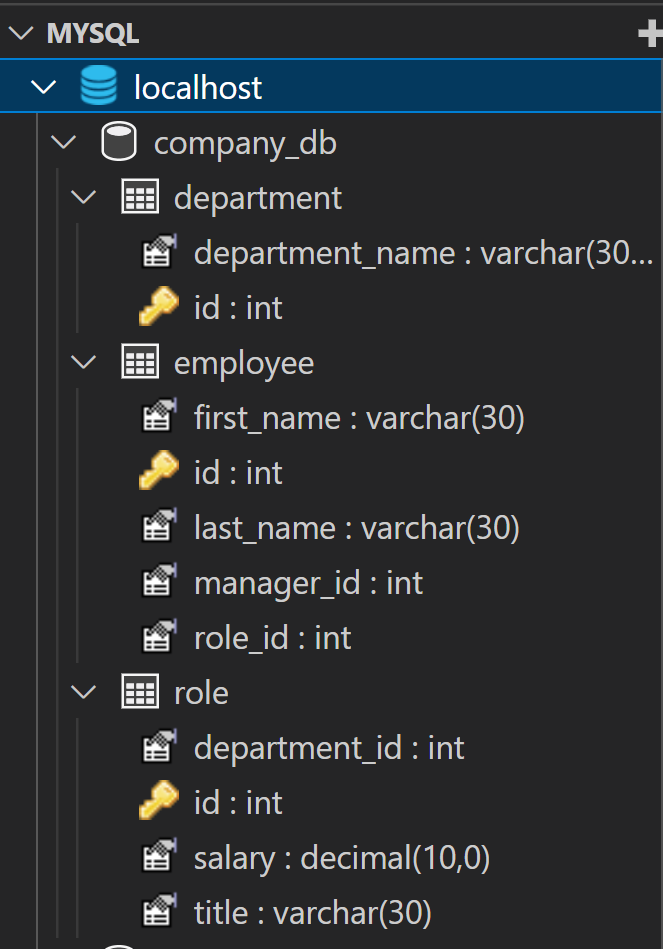 MYSQL
localhost
company_db
department
department_name : varchar(30...
id : int
employee
first_name : varchar(30)
id : int
last_name : varchar(30)
manager_id : int
role_id : int
role
department_id : int
id : int
salary : decimal(10,0)
title : varchar(30)